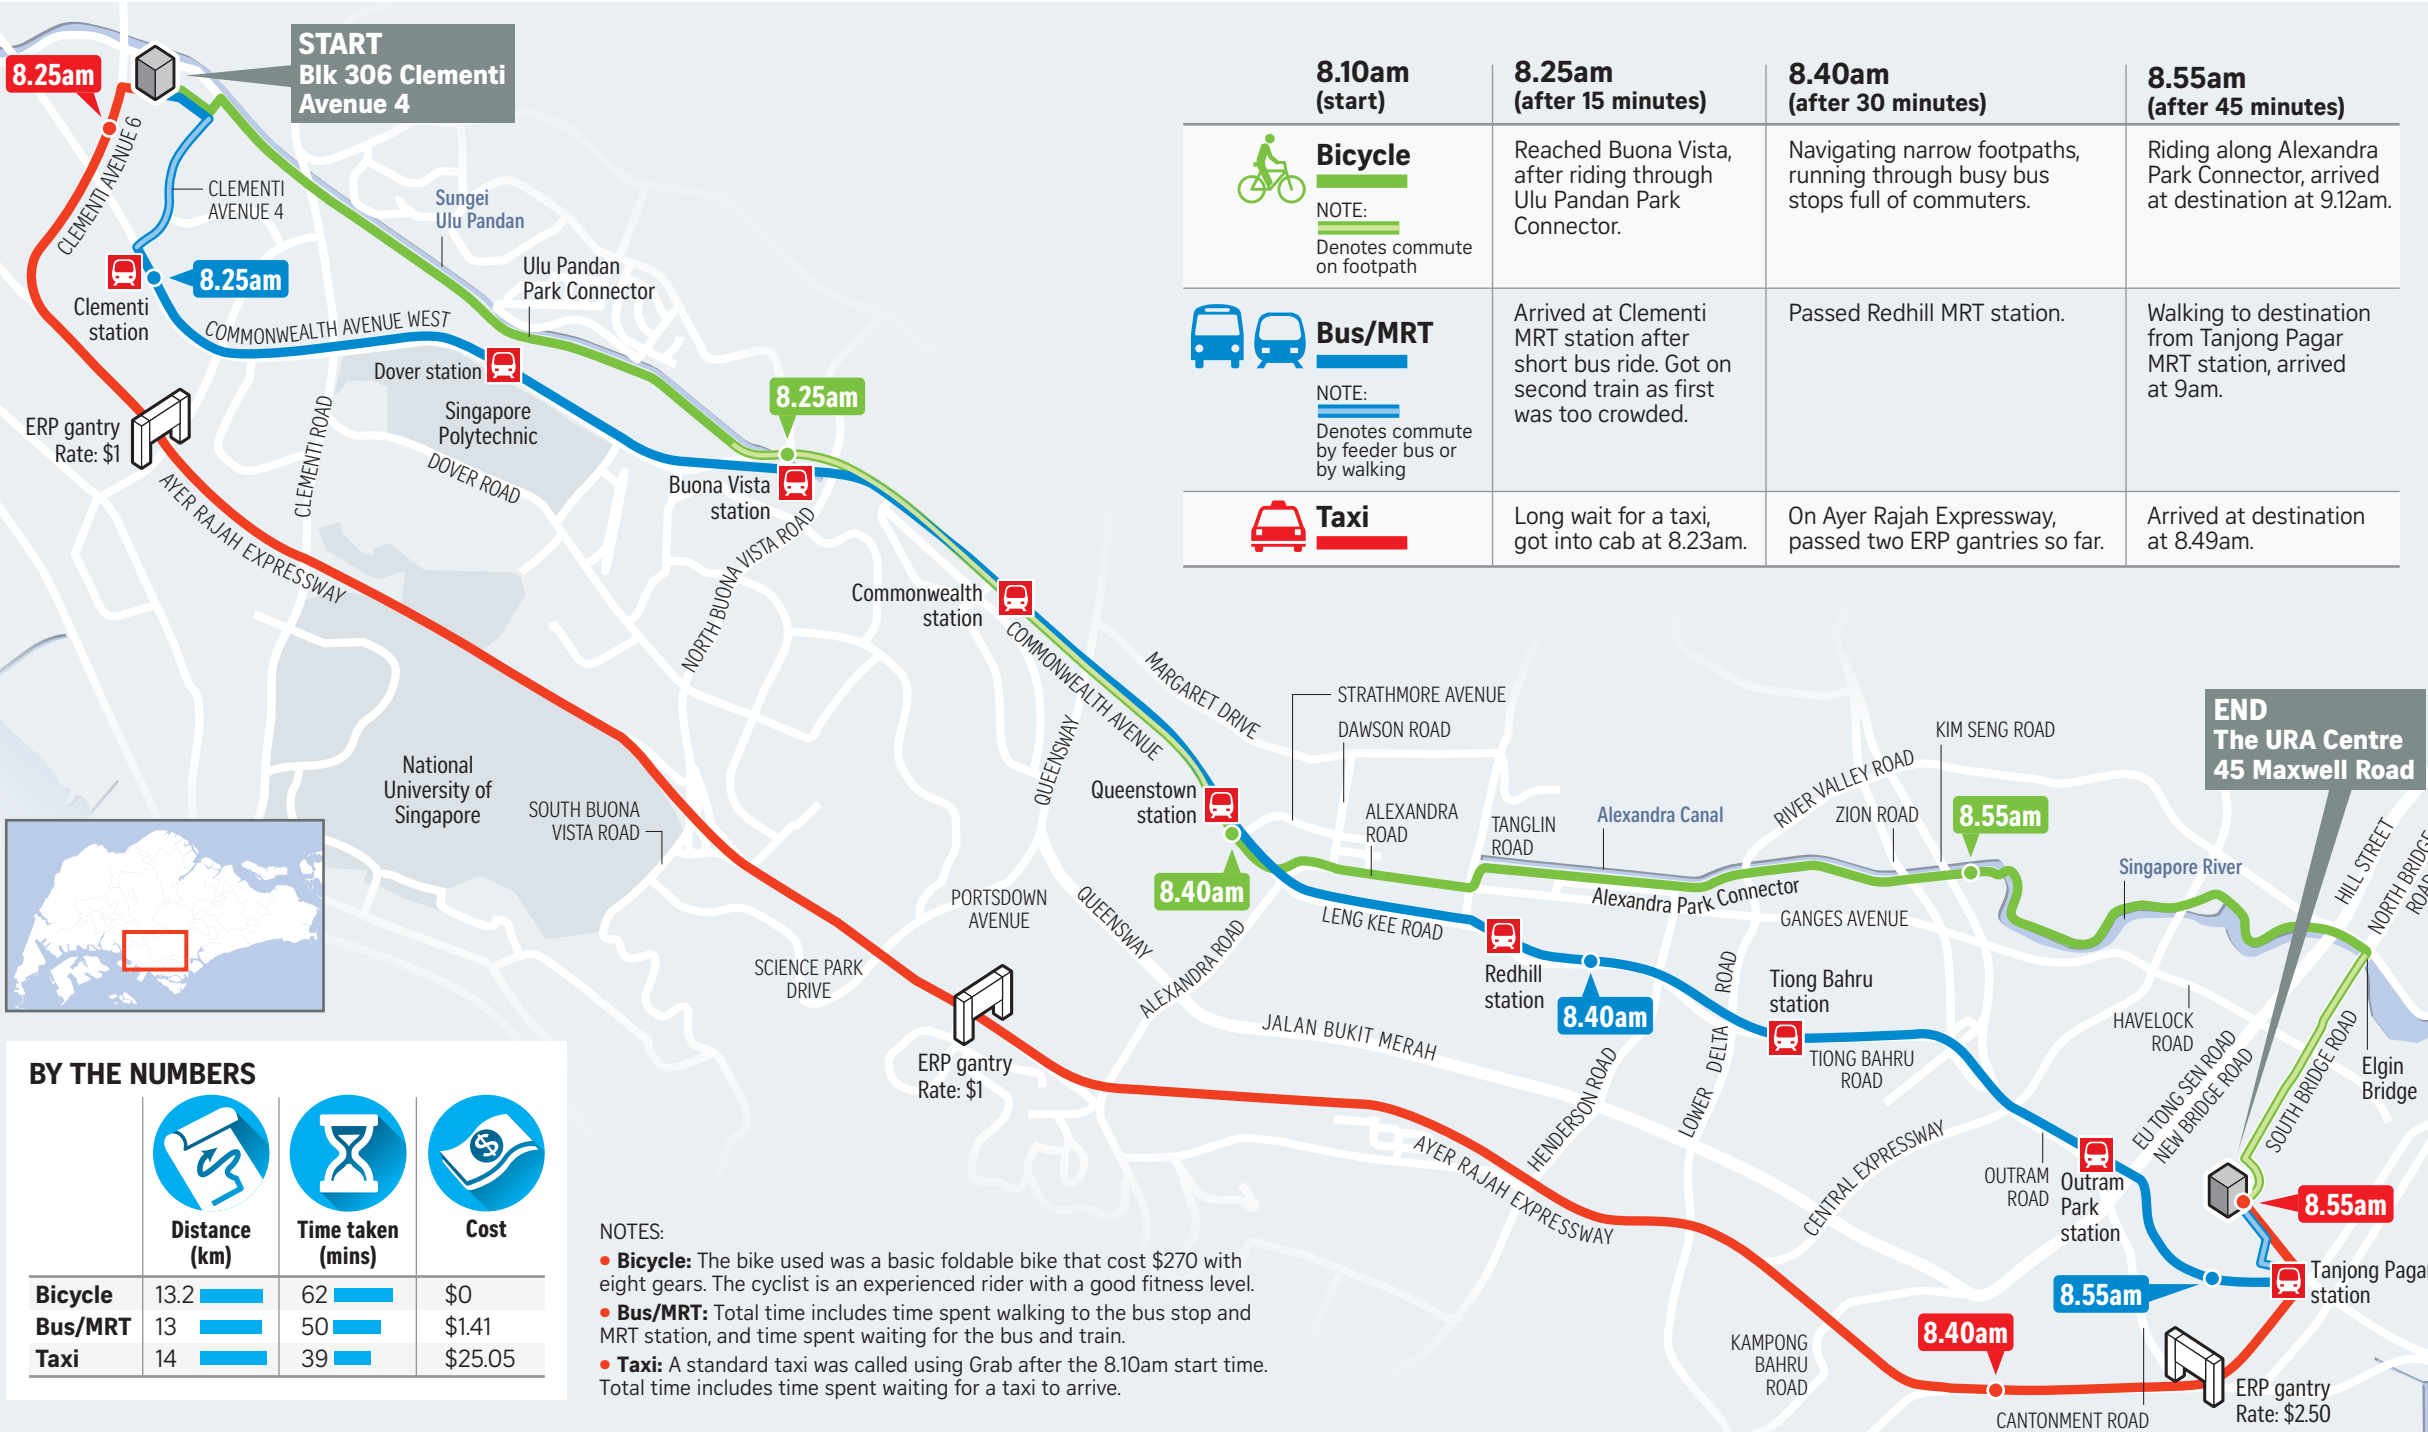 START
Blk 306 Clementi
Avenue 4
8.25am
CLEMENTI AVENUE 6
CLEMENTI
AVENUE 4
Sungei
Ulu Pandan
Ulu Pandan
Park Connector
8.25am
Clementi
station
COMMONWEALTH AVENUE WEST
Dover station
Singapore
Polytechnic
8.25am
ERP gantry
Rate: $1
CLEMENTI ROAD
DOVER ROAD
Buona Vista
station
AYER RAJAH EXPRESSWAY
NORTH BUONA VISTA ROAD
Commonwealth
station
COMMONWEALTH AVENUE
MARGARET DRIVE
QUEENSWAY
National
University of
Singapore
SOUTH BUONA
VISTA ROAD
Queenstown
station
STRATHMORE AVENUE
DAWSON ROAD
ALEXANDRA
ROAD
TANGLIN
ROAD
Alexandra Canal
RIVER VALLEY ROAD
KIM SENG ROAD
ZION ROAD
8.55am
Singapore River
HILL STREET
NORTH BRIDGE
ROAD
END
The URA Centre
45 Maxwell Road
8.40am
Alexandra Park Connector
GANGES AVENUE
PORTSDOWN
AVENUE
QUEENSWAY
LENG KEE ROAD
ALEXANDRA ROAD
SCIENCE PARK
DRIVE
Redhill
station
8.40am
LOWER DELTA ROAD
Tiong Bahru
station
TIONG BAHRU
ROAD
JALAN BUKIT MERAH
HENDERSON ROAD
HAVELOCK
ROAD
EU TONG SEN ROAD
NEW BRIDGE ROAD
SOUTH BRIDGE ROAD
Elgin
Bridge
ERP gantry
Rate: $1
AYER RAJAH EXPRESSWAY
CENTRAL EXPRESSWAY
OUTRAM
ROAD
Outram
Park
station
8.55am
8.55am
Tanjong Pagar
station
8.40am
KAMPONG
BAHRU
ROAD
CANTONMENT ROAD
ERP gantry
Rate: $2.50
8.10am
(start)
8.25am
(after 15 minutes)
8.40am
(after 30 minutes)
8.55am
(after 45 minutes)
Bicycle
NOTE:
Denotes commute
on footpath
Reached Buona Vista,
after riding through
Ulu Pandan Park
Connector.
Navigating narrow footpaths,
running through busy bus
stops full of commuters.
Riding along Alexandra
Park Connector, arrived
at destination at 9.12am.
Bus/MRT
NOTE:
Denotes commute
by feeder bus or
by walking
Arrived at Clementi
MRT station after
short bus ride. Got on
second train as first
was too crowded.
Passed Redhill MRT station.
Walking to destination
from Tanjong Pagar
MRT station, arrived
at 9am.
Taxi
Long wait for a taxi,
got into cab at 8.23am.
On Ayer Rajah Expressway,
passed two ERP gantries so far.
Arrived at destination
at 8.49am.
BY THE NUMBERS
$
Distance
(km)
Time taken
(mins)
Cost
Bicycle 13.2 62 $0
Bus/MRT 13 50 $1.41
Taxi 14 39 $25.05
NOTES:
• Bicycle: The bike used was a basic foldable bike that cost $270 with
eight gears. The cyclist is an experienced rider with a good fitness level.
• Bus/MRT: Total time includes time spent walking to the bus stop and
MRT station, and time spent waiting for the bus and train.
• Taxi: A standard taxi was called using Grab after the 8.10am start time.
Total time includes time spent waiting for a taxi to arrive.